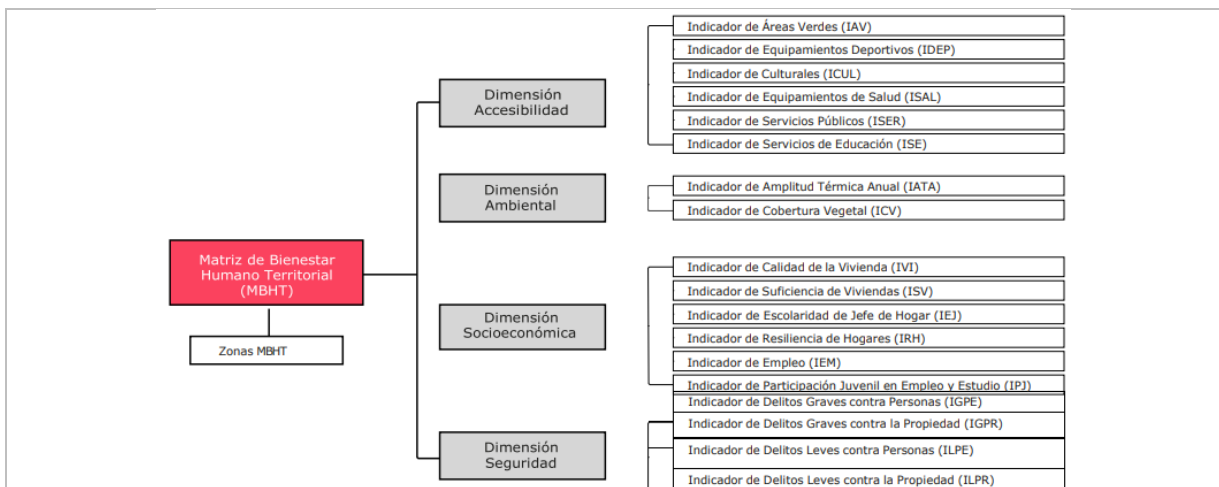 Indicador de Áreas Verdes (IAV)
Indicador de Equipamientos Deportivos (IDEP)
Indicador de Culturales (ICUL)
Indicador de Equipamientos de Salud (ISAL)
Indicador de Servicios Públicos (ISER)
Indicador de Servicios de Educación (ISE)
Dimensión
Accesibilidad
Indicador de Amplitud Térmica Anual (IATA)
Indicador de Cobertura Vegetal (ICV)
Dimensión
Ambiental
Matriz de Bienestar
Humano Territorial
(MBHT)
Zonas MBHT
Indicador de Calidad de la Vivienda (IVI)
Indicador de Suficiencia de Viviendas (ISV)
Indicador de Escolaridad de Jefe de Hogar (IEJ)
Indicador de Resiliencia de Hogares (IRH)
Indicador de Empleo (IEM)
Indicador de Participación Juvenil en Empleo y Estudio (IPJ)
Dimensión
Socioeconómica
Indicador de Delitos Graves contra Personas (IGPE)
Indicador de Delitos Graves contra la Propiedad (IGPR)
Indicador de Delitos Leves contra Personas (ILPE)
Indicador de Delitos Leves contra la Propiedad (ILPR)
Dimensión
Seguridad